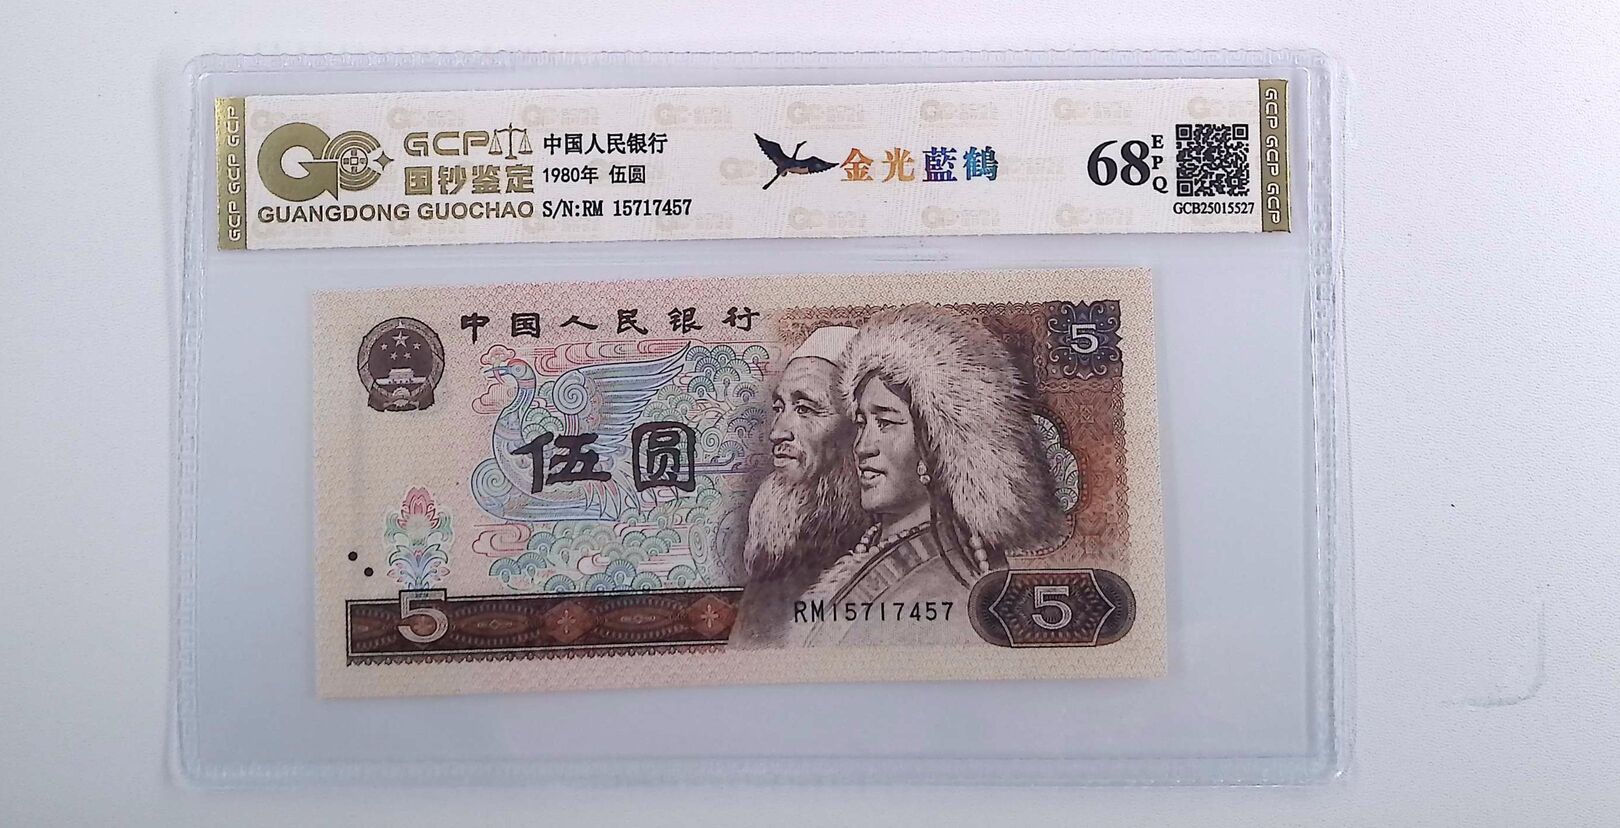 GCP GCP GCP
GCP
国钞鉴定
GUANGDONG GUOCHAO
中国人民银行
1980年 伍圆
S/N:RM 15717457
金光藍鶴
68 EPQ
GCB25015527
GCP GCP GCP
中国人民银行
5
伍圆
5
RM15717457
5